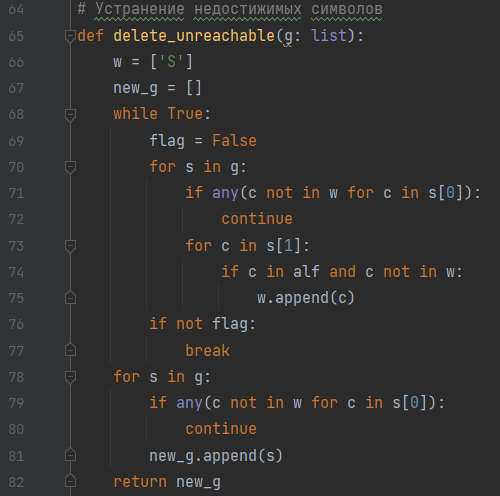 64 # Устранение недостижимых символов
65 def delete_unreachable(g: list):
66     w = ['S']
67     new_g = []
68     while True:
69         flag = False
70         for s in g:
71             if any(c not in w for c in s[0]):
72                 continue
73             for c in s[1]:
74                 if c in alf and c not in w:
75                     w.append(c)
76         if not flag:
77             break
78     for s in g:
79         if any(c not in w for c in s[0]):
80             continue
81         new_g.append(s)
82     return new_g